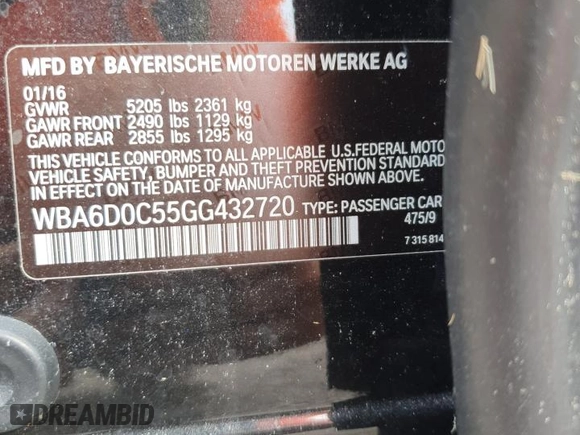 MFD BY BAYERISCHE MOTOREN WERKE AG
01/16
GVWR 5205 lbs 2361 kg
GAWR FRONT 2490 lbs 1129 kg
GAWR REAR 2855 lbs 1295 kg
THIS VEHICLE CONFORMS TO ALL APPLICABLE U.S.FEDERAL MOTO
VEHICLE SAFETY, BUMPER AND THEFT PREVENTION STANDARD
IN EFFECT ON THE DATE OF MANUFACTURE SHOWN ABOVE.
WBA6D0C55GG432720 TYPE: PASSENGER CAR
475/9
7 315 814
DREAMBID